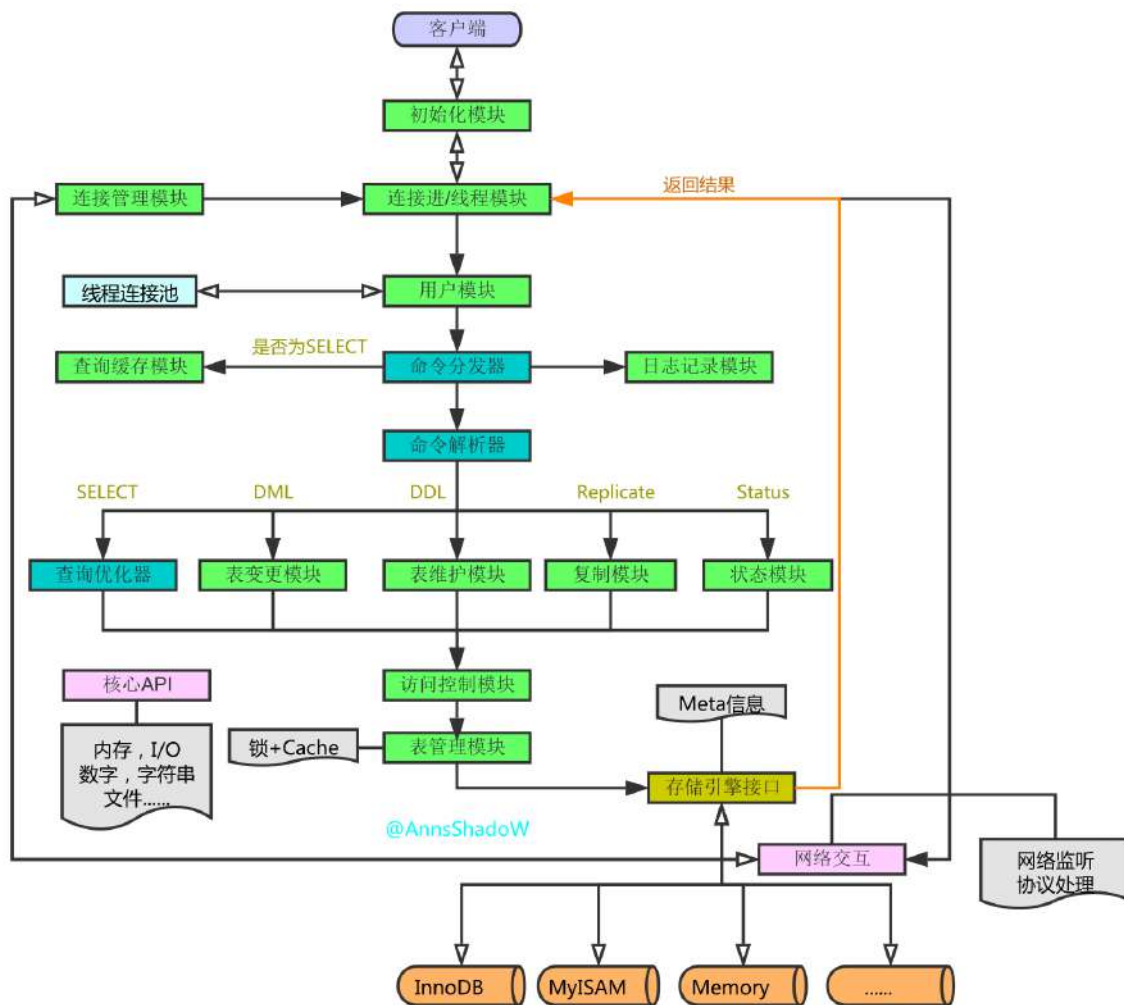 客户端
初始化模块
返回结果
连接管理模块
连接进/线程模块
线程连接池
用户模块
是否为SELECT
查询缓存模块
命令分发器
日志记录模块
命令解析器
SELECT
DML
DDL
Replicate
Status
查询优化器
表变更模块
表维护模块
复制模块
状态模块
核心API
访问控制模块
Meta信息
内存，I/O
数字，字符串
文件......
锁+Cache
表管理模块
存储引擎接口
@AnnsShadoW
网络交互
网络监听
协议处理
InnoDB
MyISAM
Memory
......